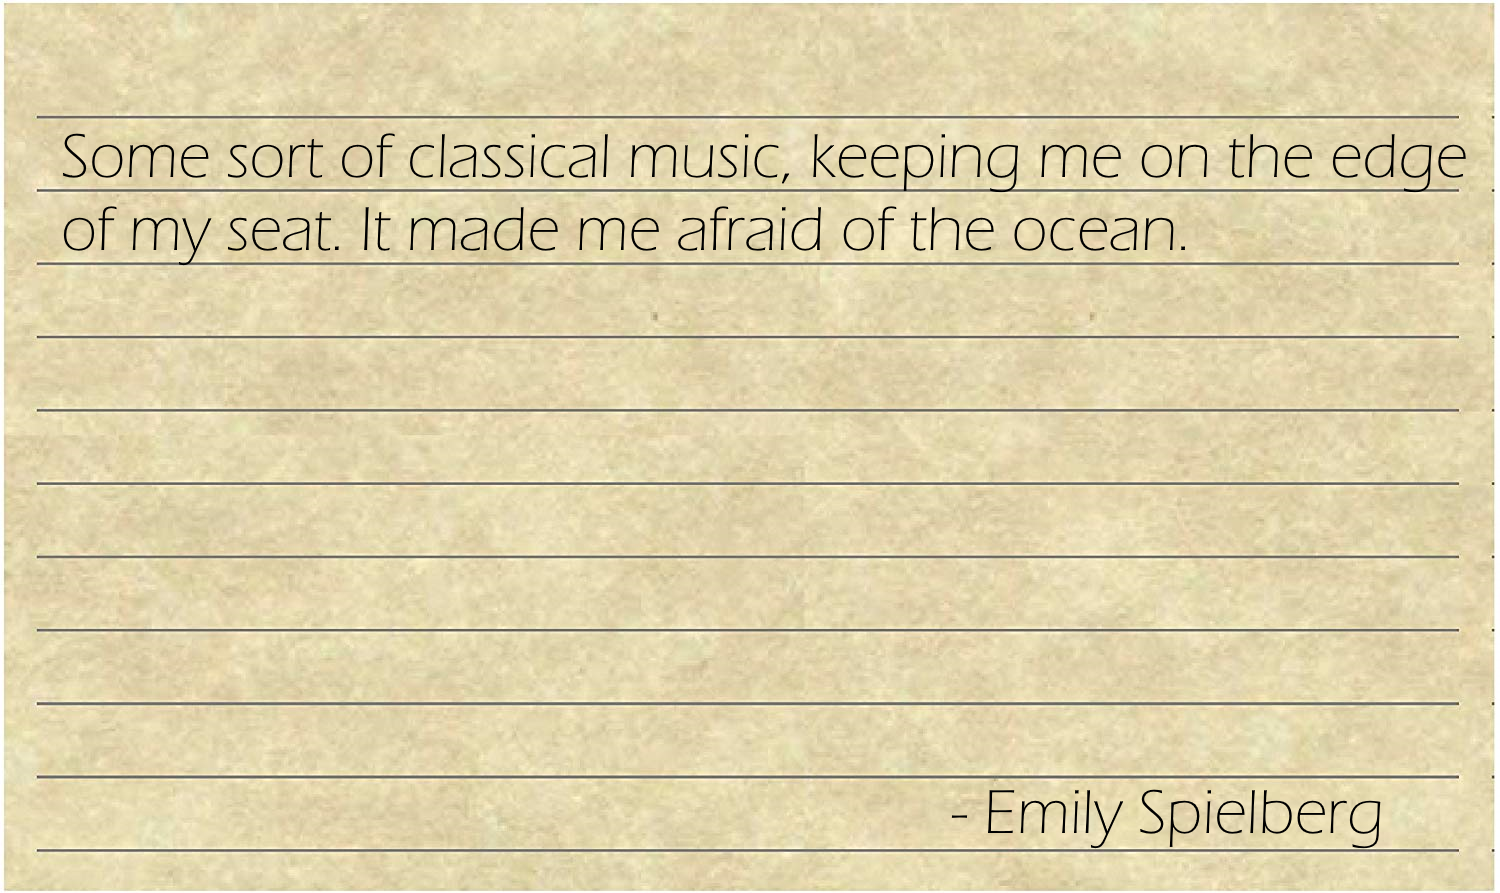 Some sort of classical music, keeping me on the edge
of my seat. It made me afraid of the ocean.
- Emily Spielberg